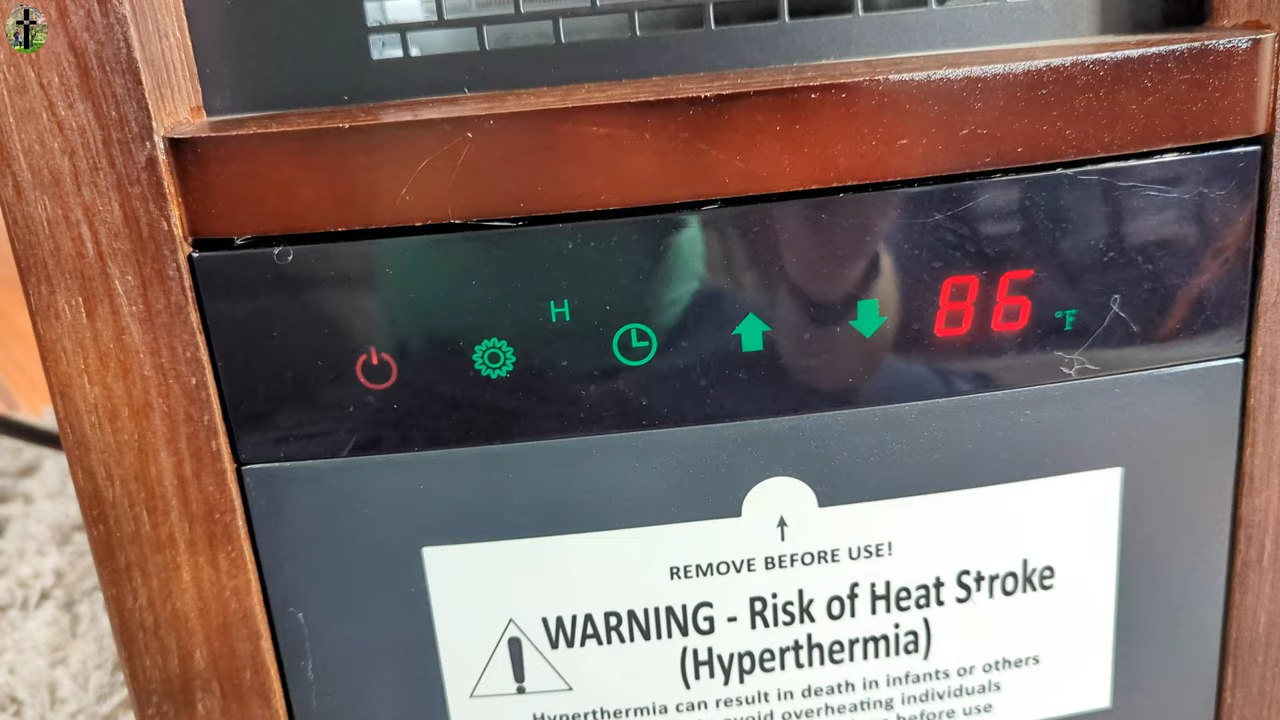 H
86 °F
REMOVE BEFORE USE!
WARNING - Risk of Heat Stroke
(Hyperthermia)
Hyperthermia can result in death in infants or others
avoid overheating individuals
before use